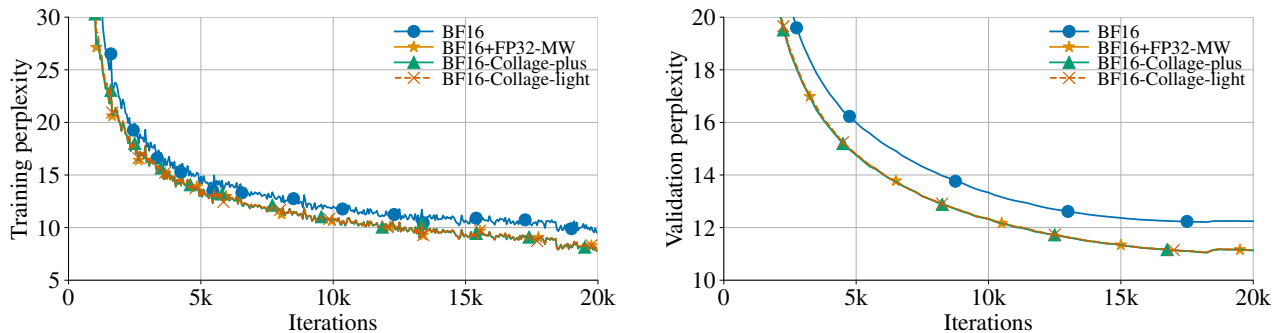 Training perplexity
30
25
20
15
10
5
0
5k
10k
15k
20k
Iterations
BF16
BF16+FP32-MW
BF16-Collage-plus
BF16-Collage-light
Validation perplexity
20
18
16
14
12
10
0
5k
10k
15k
20k
Iterations
BF16
BF16+FP32-MW
BF16-Collage-plus
BF16-Collage-light